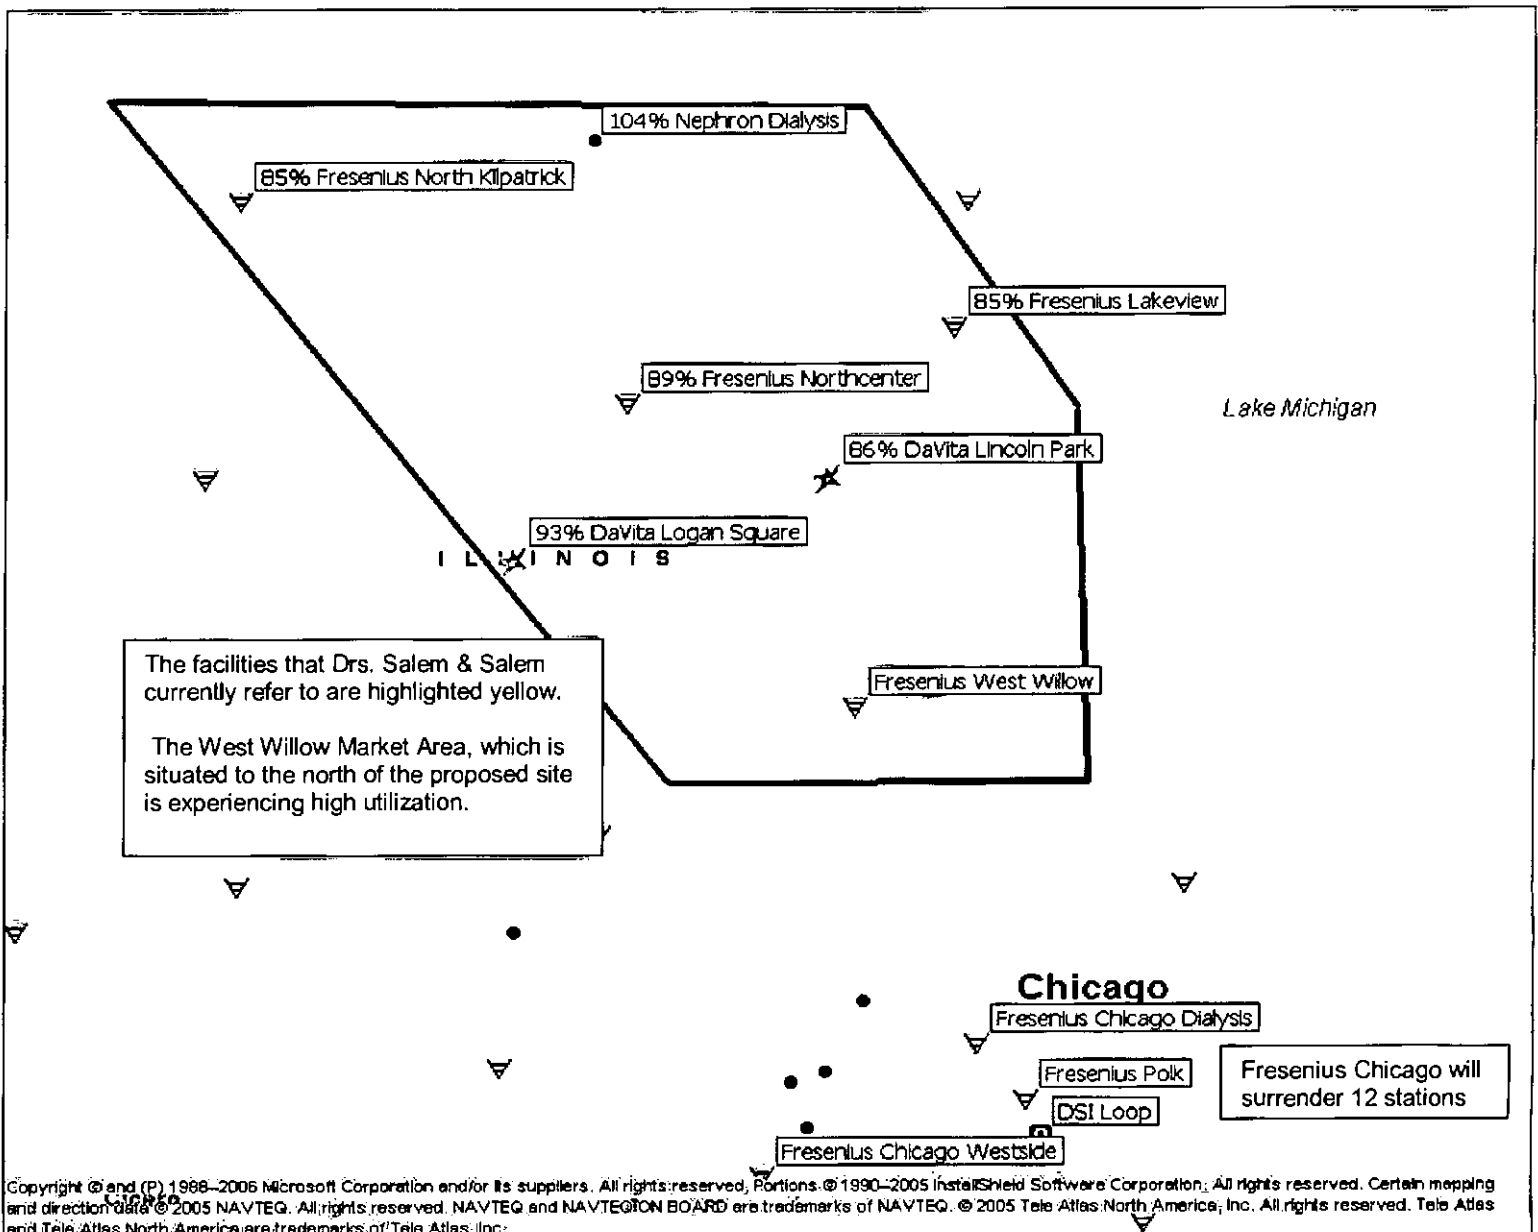 104% Nephron Dialysis
85% Fresenius North Kilpatrick
85% Fresenius Lakeview
89% Fresenius Northcenter
Lake Michigan
86% DaVita Lincoln Park
93% DaVita Logan Square
ILLINOIS
The facilities that Drs. Salem & Salem
currently refer to are highlighted yellow.
Fresenius West Willow
The West Willow Market Area, which is
situated to the north of the proposed site
is experiencing high utilization.
Chicago
Fresenius Chicago Dialysis
Fresenius Polk
Fresenius Chicago will
surrender 12 stations
DSI Loop
Fresenius Chicago Westside
Copyright © and (P) 1988–2006 Microsoft Corporation and/or its suppliers. All rights reserved. Portions © 1990–2005 InstallShield Software Corporation. All rights reserved. Certain mapping
and direction data © 2005 NAVTEQ. All rights reserved. NAVTEQ and NAVTEQ ON BOARD are trademarks of NAVTEQ. © 2005 Tele Atlas North America, Inc. All rights reserved. Tele Atlas
and Tele Atlas North America are trademarks of Tele Atlas, Inc.